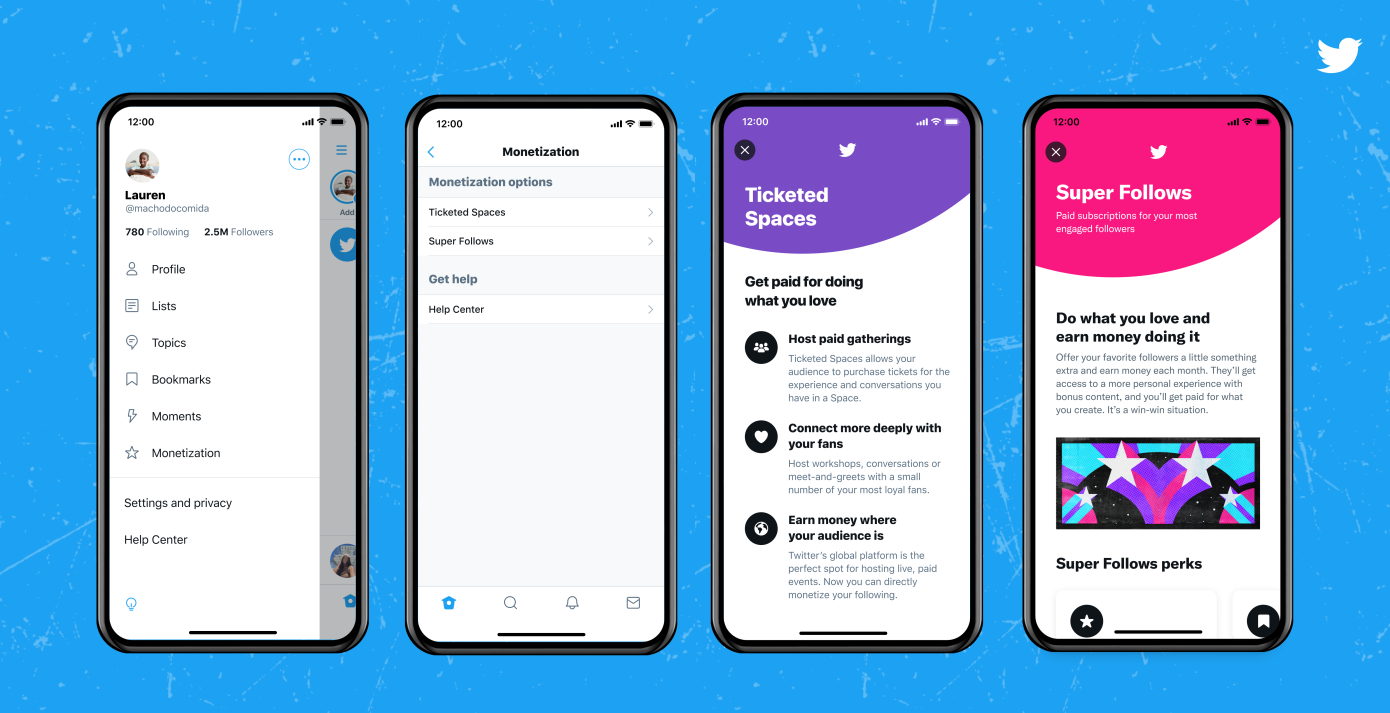 12:00
Add
Lauren
@machodocomida
780 Following 2.5M Followers
Profile
Lists
Topics
Bookmarks
Moments
Monetization
Settings and privacy
Help Center
12:00
Monetization
Monetization options
Ticketed Spaces
Super Follows
Get help
Help Center
12:00
Ticketed
Spaces
Get paid for doing
what you love
Host paid gatherings
Ticketed Spaces allows your
audience to purchase tickets for the
experience and conversations you
have in a Space.
Connect more deeply with
your fans
Host workshops, conversations or
meet-and-greets with a small
number of your most loyal fans.
Earn money where
your audience is
Twitter's global platform is the
perfect spot for hosting live, paid
events. Now you can directly
monetize your following.
12:00
Super Follows
Paid subscriptions for your most
engaged followers
Do what you love and
earn money doing it
Offer your favorite followers a little something
extra and earn money each month. They'll get
access to a more personal experience with
bonus content, and you'll get paid for what
you create. It's a win-win situation.
Super Follows perks